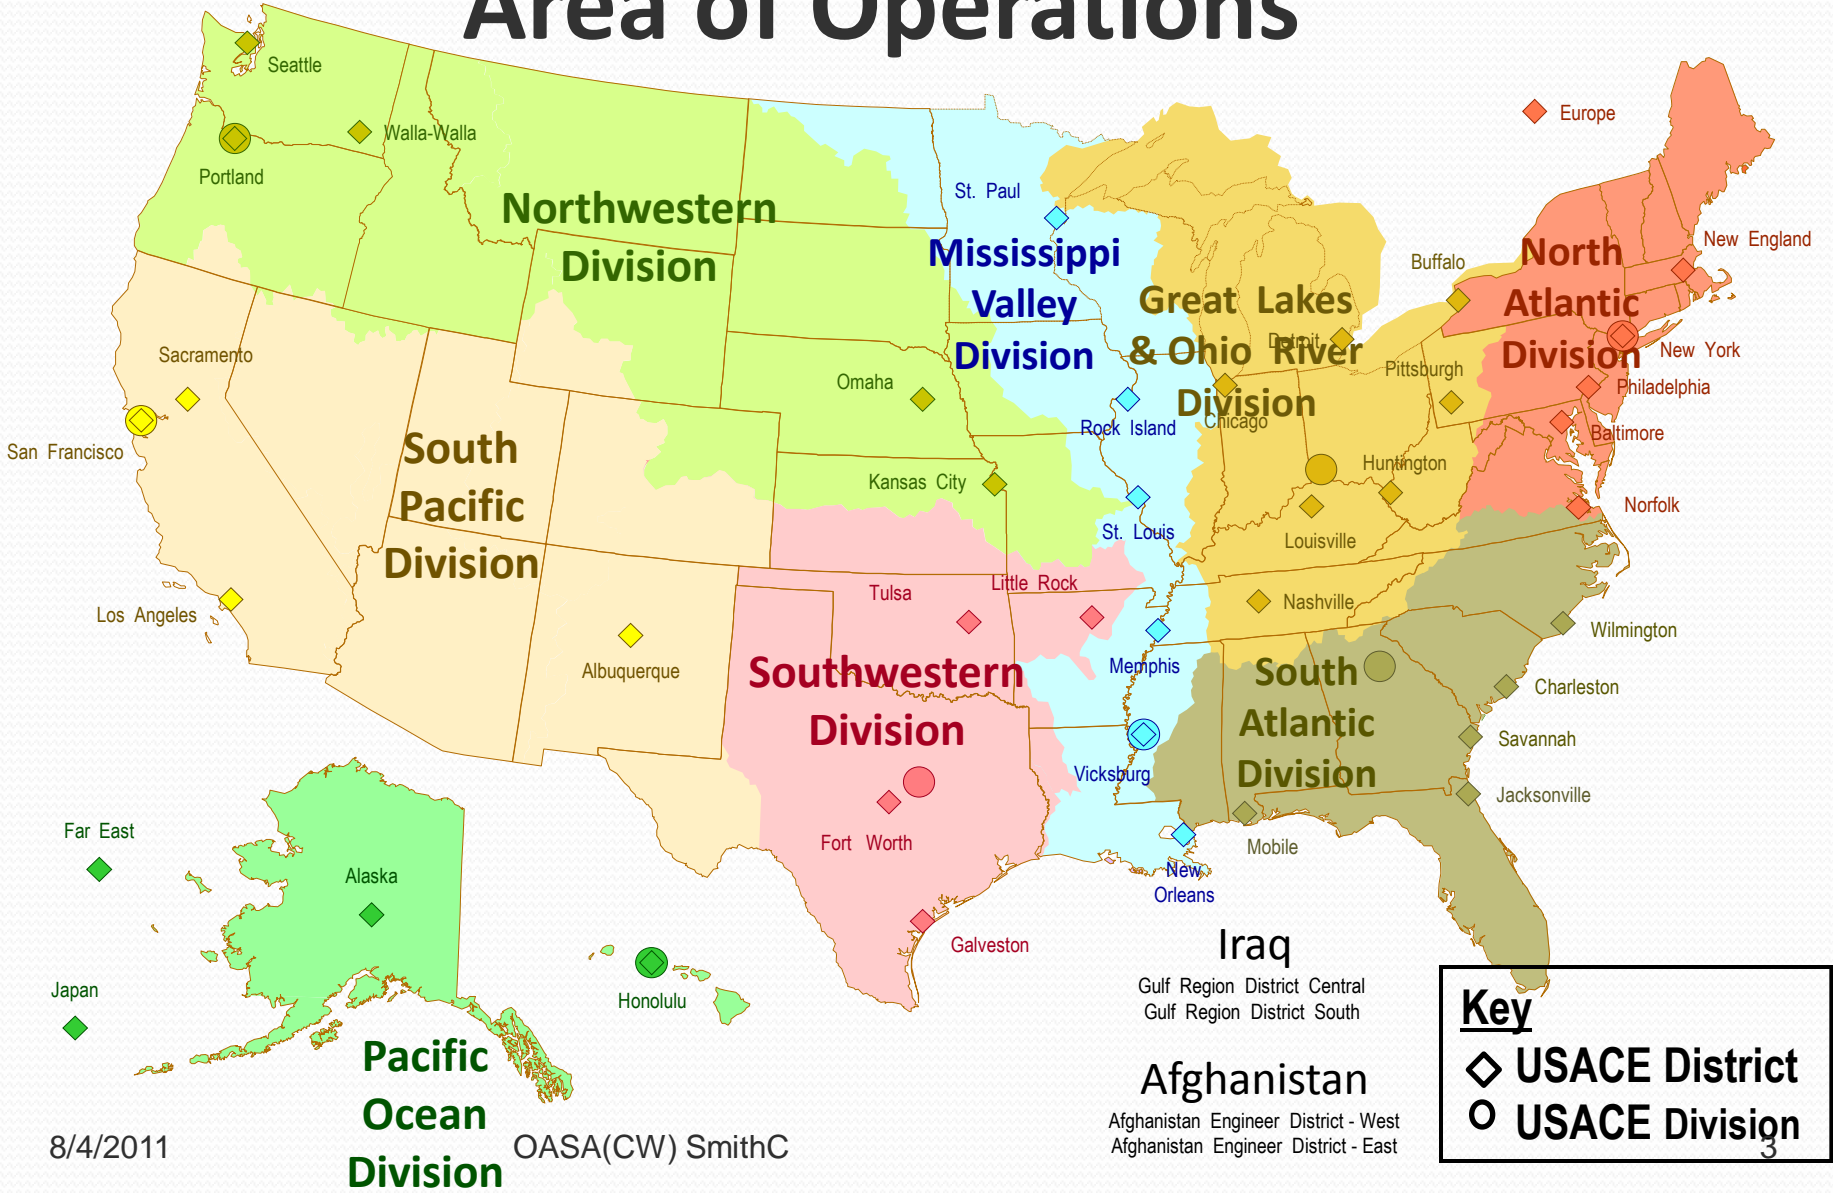 Area of Operations
Seattle
Walla-Walla
Portland
Northwestern
Division
St. Paul
Mississippi
Valley
Division
Great Lakes
& Ohio River
Division
Europe
North
Atlantic
Division
New England
Buffalo
Detroit
New York
Pittsburgh
Philadelphia
Baltimore
Norfolk
Sacramento
San Francisco
South
Pacific
Division
Los Angeles
Albuquerque
Omaha
Kansas City
Rock Island
Chicago
St. Louis
Huntington
Louisville
Nashville
Tulsa
Little Rock
Memphis
Southwestern
Division
Vicksburg
South
Atlantic
Division
Wilmington
Charleston
Savannah
Jacksonville
Mobile
New
Orleans
Fort Worth
Galveston
Far East
Alaska
Japan
Honolulu
Pacific
Ocean
Division
Iraq
Gulf Region District Central
Gulf Region District South
Afghanistan
Afghanistan Engineer District - West
Afghanistan Engineer District - East
Key
USACE District
USACE Division
8/4/2011
OASA(CW) SmithC
3